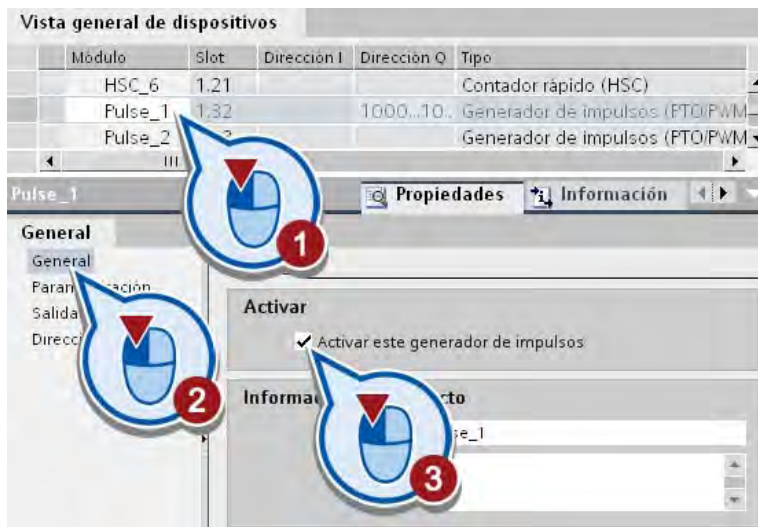 Vista general de dispositivos
Módulo Slot Dirección I Dirección Q Tipo
HSC_6 1.21 Contador rápido (HSC)
Pulse_1 1.32 1000...10.. Generador de impulsos (PTO/PWM
Pulse_2 Generador de impulsos (PTO/PWM
Pulse_1 Propiedades Información
General
General
Salida
Activar
Activar este generador de impulsos
1
2
3